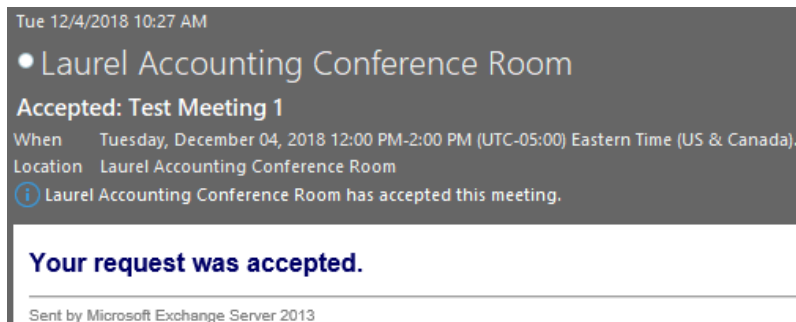 Tue 12/4/2018 10:27 AM
Laurel Accounting Conference Room
Accepted: Test Meeting 1
When Tuesday, December 04, 2018 12:00 PM-2:00 PM (UTC-05:00) Eastern Time (US & Canada).
Location Laurel Accounting Conference Room
Laurel Accounting Conference Room has accepted this meeting.
Your request was accepted.
Sent by Microsoft Exchange Server 2013